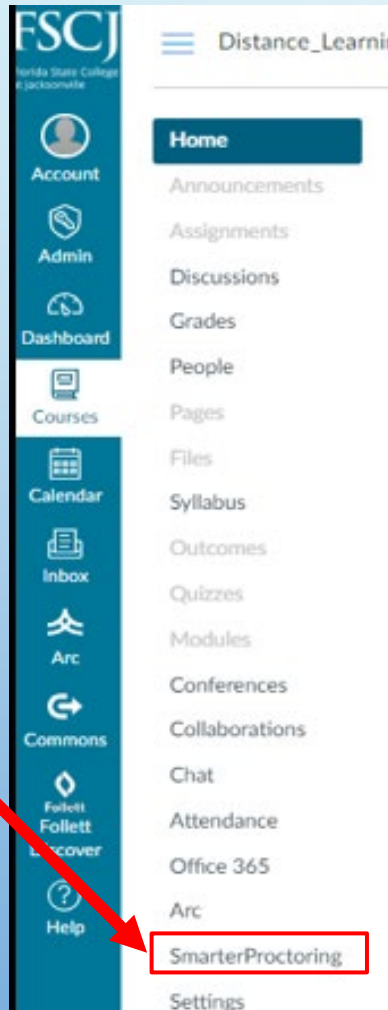 FSCJ
Florida State College
at Jacksonville
Account
Admin
Dashboard
Courses
Calendar
Inbox
Arc
Commons
Follett
Follett
Discover
Help
Distance_Learnin
Home
Announcements
Assignments
Discussions
Grades
People
Pages
Files
Syllabus
Outcomes
Quizzes
Modules
Conferences
Collaborations
Chat
Attendance
Office 365
Arc
SmarterProctoring
Settings